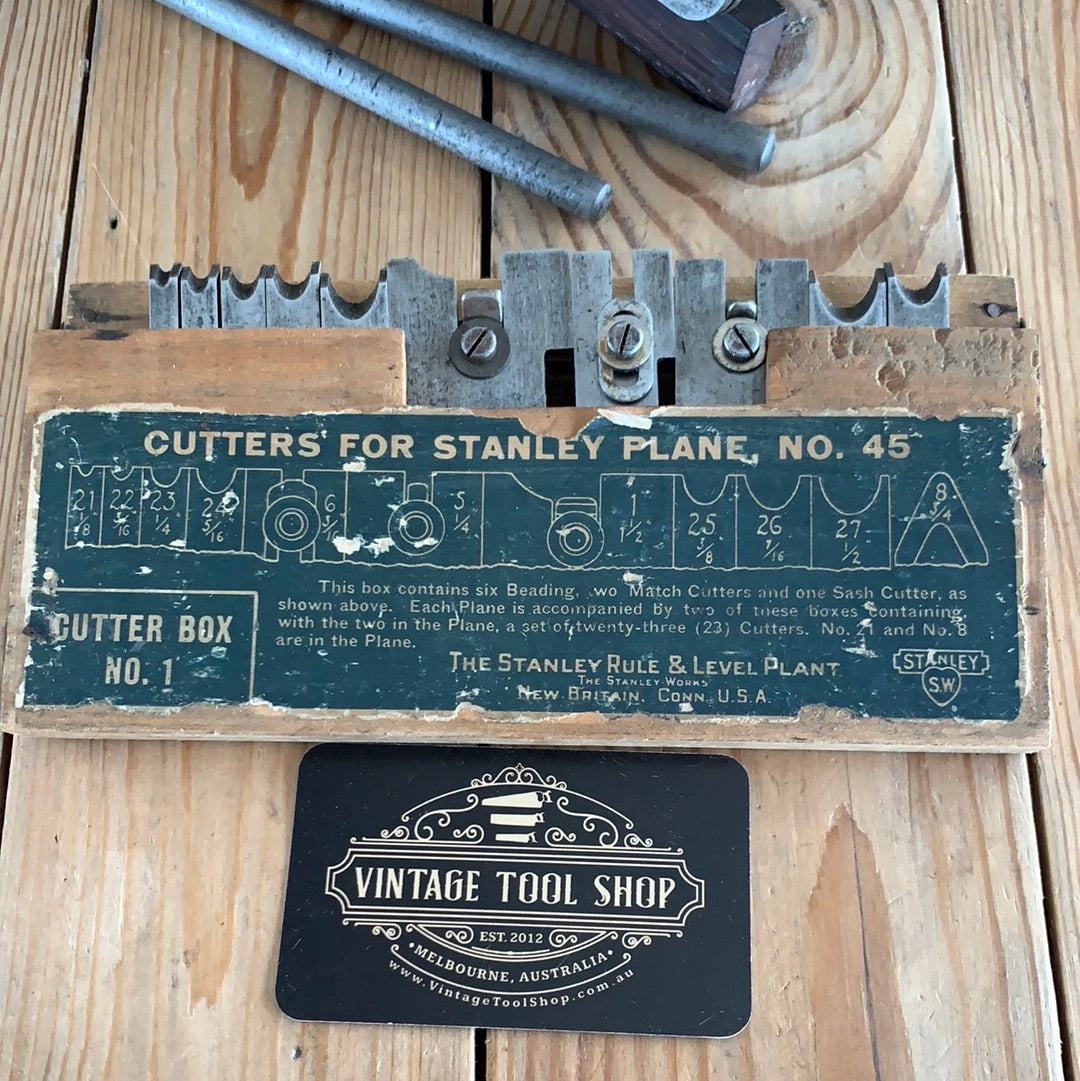 CUTTERS FOR STANLEY PLANE, NO. 45
21 22 23 24 6 5 1 25 26 27 8
1/8 3/16 1/4 5/16 1/4 1 1/2 3/8 7/16 1/2 3/4
This box contains six Beading, two Match Cutters and one Sash Cutter, as
shown above. Each Plane is accompanied by two of these boxes containing,
with the two in the Plane, a set of twenty-three (23) Cutters. No. 21 and No. 8
are in the Plane.
CUTTER BOX
NO. 1
THE STANLEY RULE & LEVEL PLANT
THE STANLEY WORKS
NEW BRITAIN, CONN. U.S.A.
STANLEY
S.W.
VINTAGE TOOL SHOP
EST. 2012
•MELBOURNE, AUSTRALIA•
www.VintageToolShop.com.au